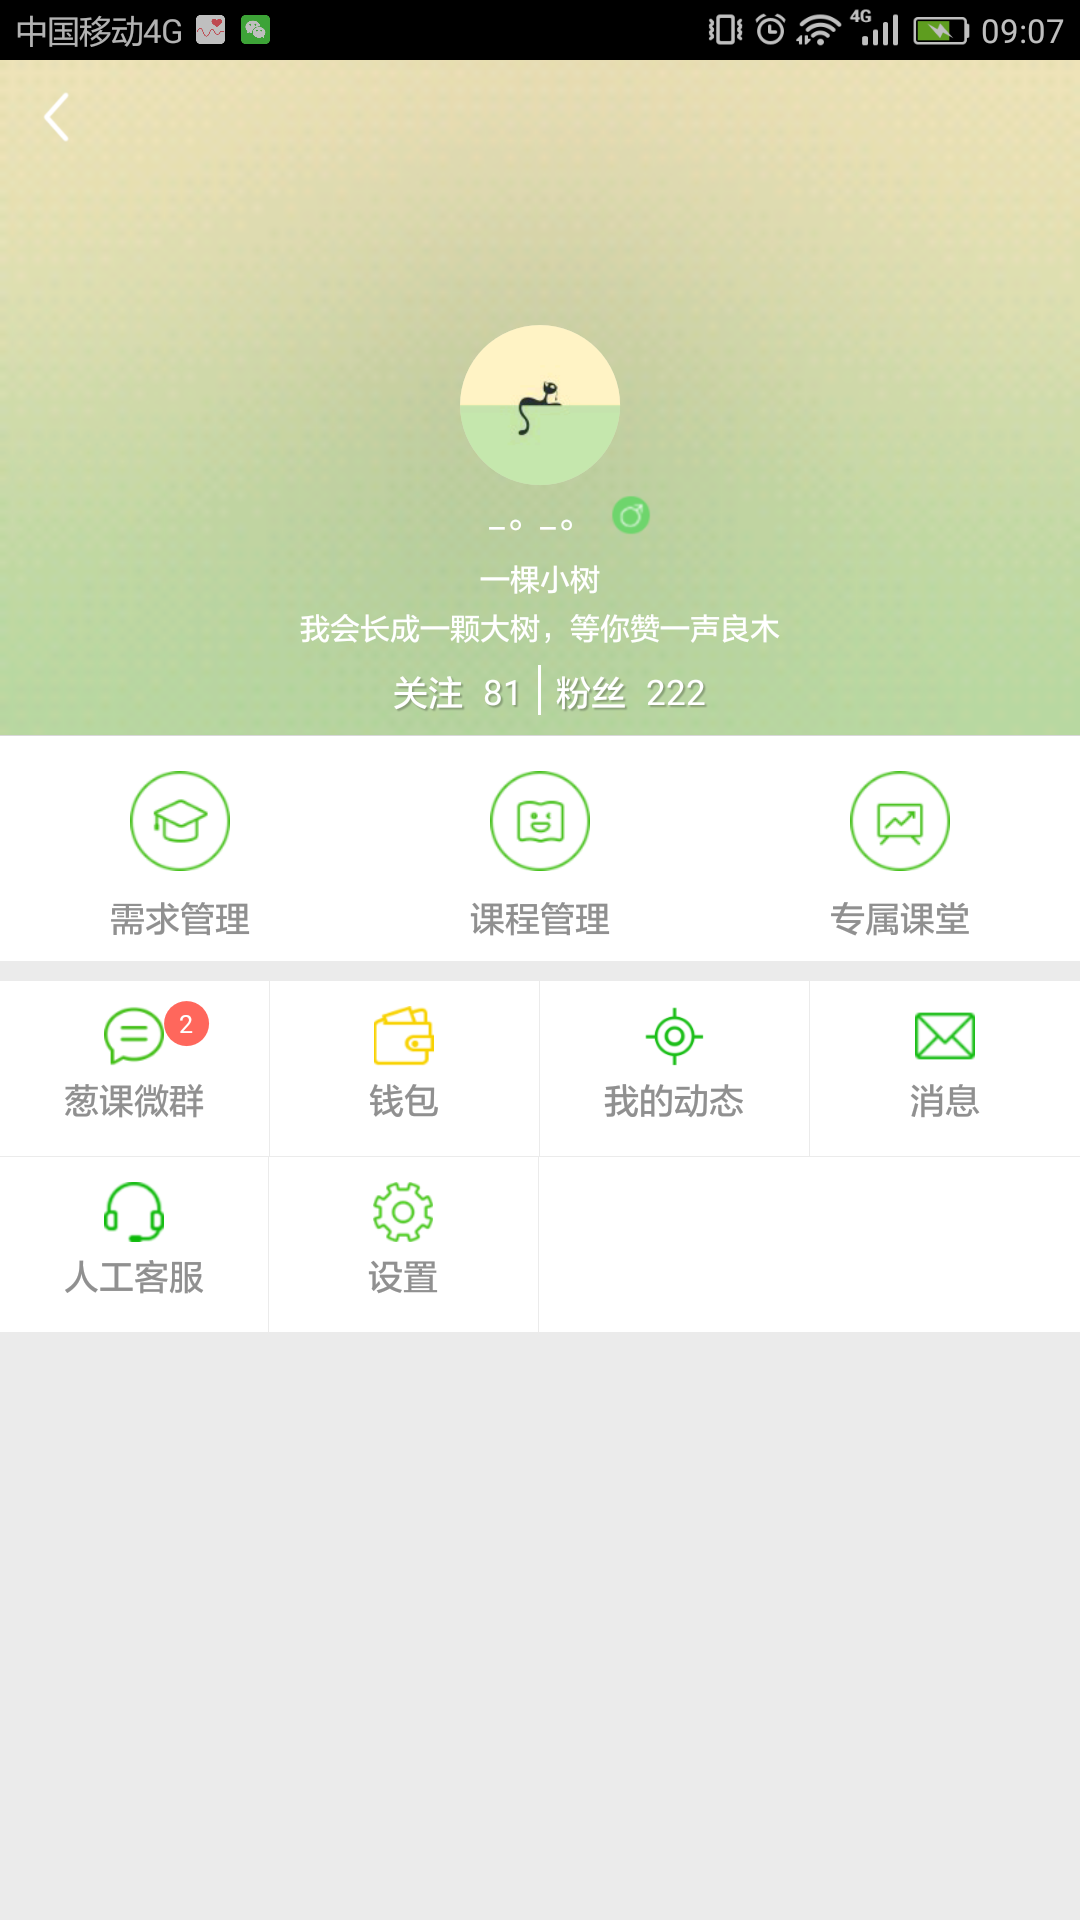 中国移动4G 4G 09:07
_。_。
一棵小树
我会长成一颗大树，等你赞一声良木
关注 81 粉丝 222
需求管理 课程管理 专属课堂
2
葱课微群 钱包 我的动态 消息
人工客服 设置